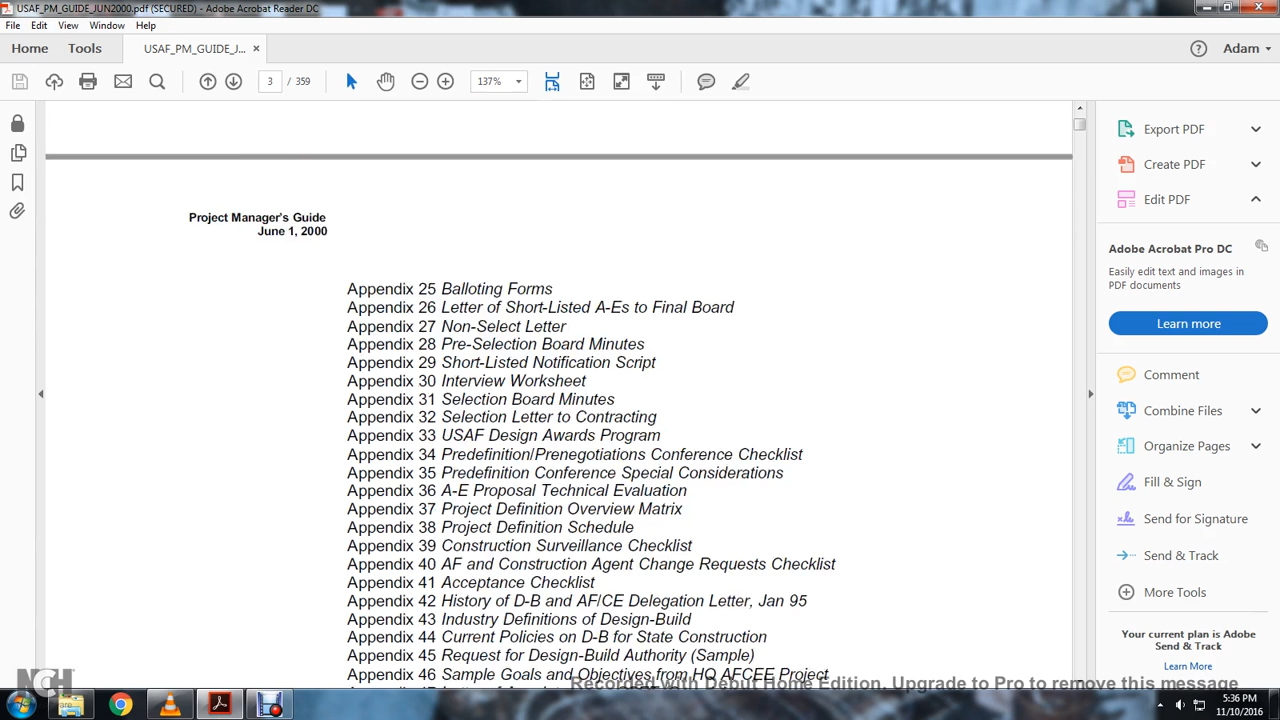 USAF_PM_GUIDE_JUN2000.pdf (SECURED) - Adobe Acrobat Reader DC
File Edit View Window Help
Home Tools USAF_PM_GUIDE_J... × Adam
3 / 359 137%
Project Manager's Guide
June 1, 2000
Appendix 25 Balloting Forms
Appendix 26 Letter of Short-Listed A-Es to Final Board
Appendix 27 Non-Select Letter
Appendix 28 Pre-Selection Board Minutes
Appendix 29 Short-Listed Notification Script
Appendix 30 Interview Worksheet
Appendix 31 Selection Board Minutes
Appendix 32 Selection Letter to Contracting
Appendix 33 USAF Design Awards Program
Appendix 34 Predefinition/Prenegotiations Conference Checklist
Appendix 35 Predefinition Conference Special Considerations
Appendix 36 A-E Proposal Technical Evaluation
Appendix 37 Project Definition Overview Matrix
Appendix 38 Project Definition Schedule
Appendix 39 Construction Surveillance Checklist
Appendix 40 AF and Construction Agent Change Requests Checklist
Appendix 41 Acceptance Checklist
Appendix 42 History of D-B and AF/CE Delegation Letter, Jan 95
Appendix 43 Industry Definitions of Design-Build
Appendix 44 Current Policies on D-B for State Construction
Appendix 45 Request for Design-Build Authority (Sample)
Appendix 46 Sample Goals and Objectives from HQ AFCEE Project
Export PDF
Create PDF
Edit PDF
Adobe Acrobat Pro DC
Easily edit text and images in
PDF documents
Learn more
Comment
Combine Files
Organize Pages
Fill & Sign
Send for Signature
Send & Track
More Tools
Your current plan is Adobe
Send & Track
Learn More
NCH
Recorded with Debut Home Edition. Upgrade to Pro to remove this message
5:36 PM
11/10/2016